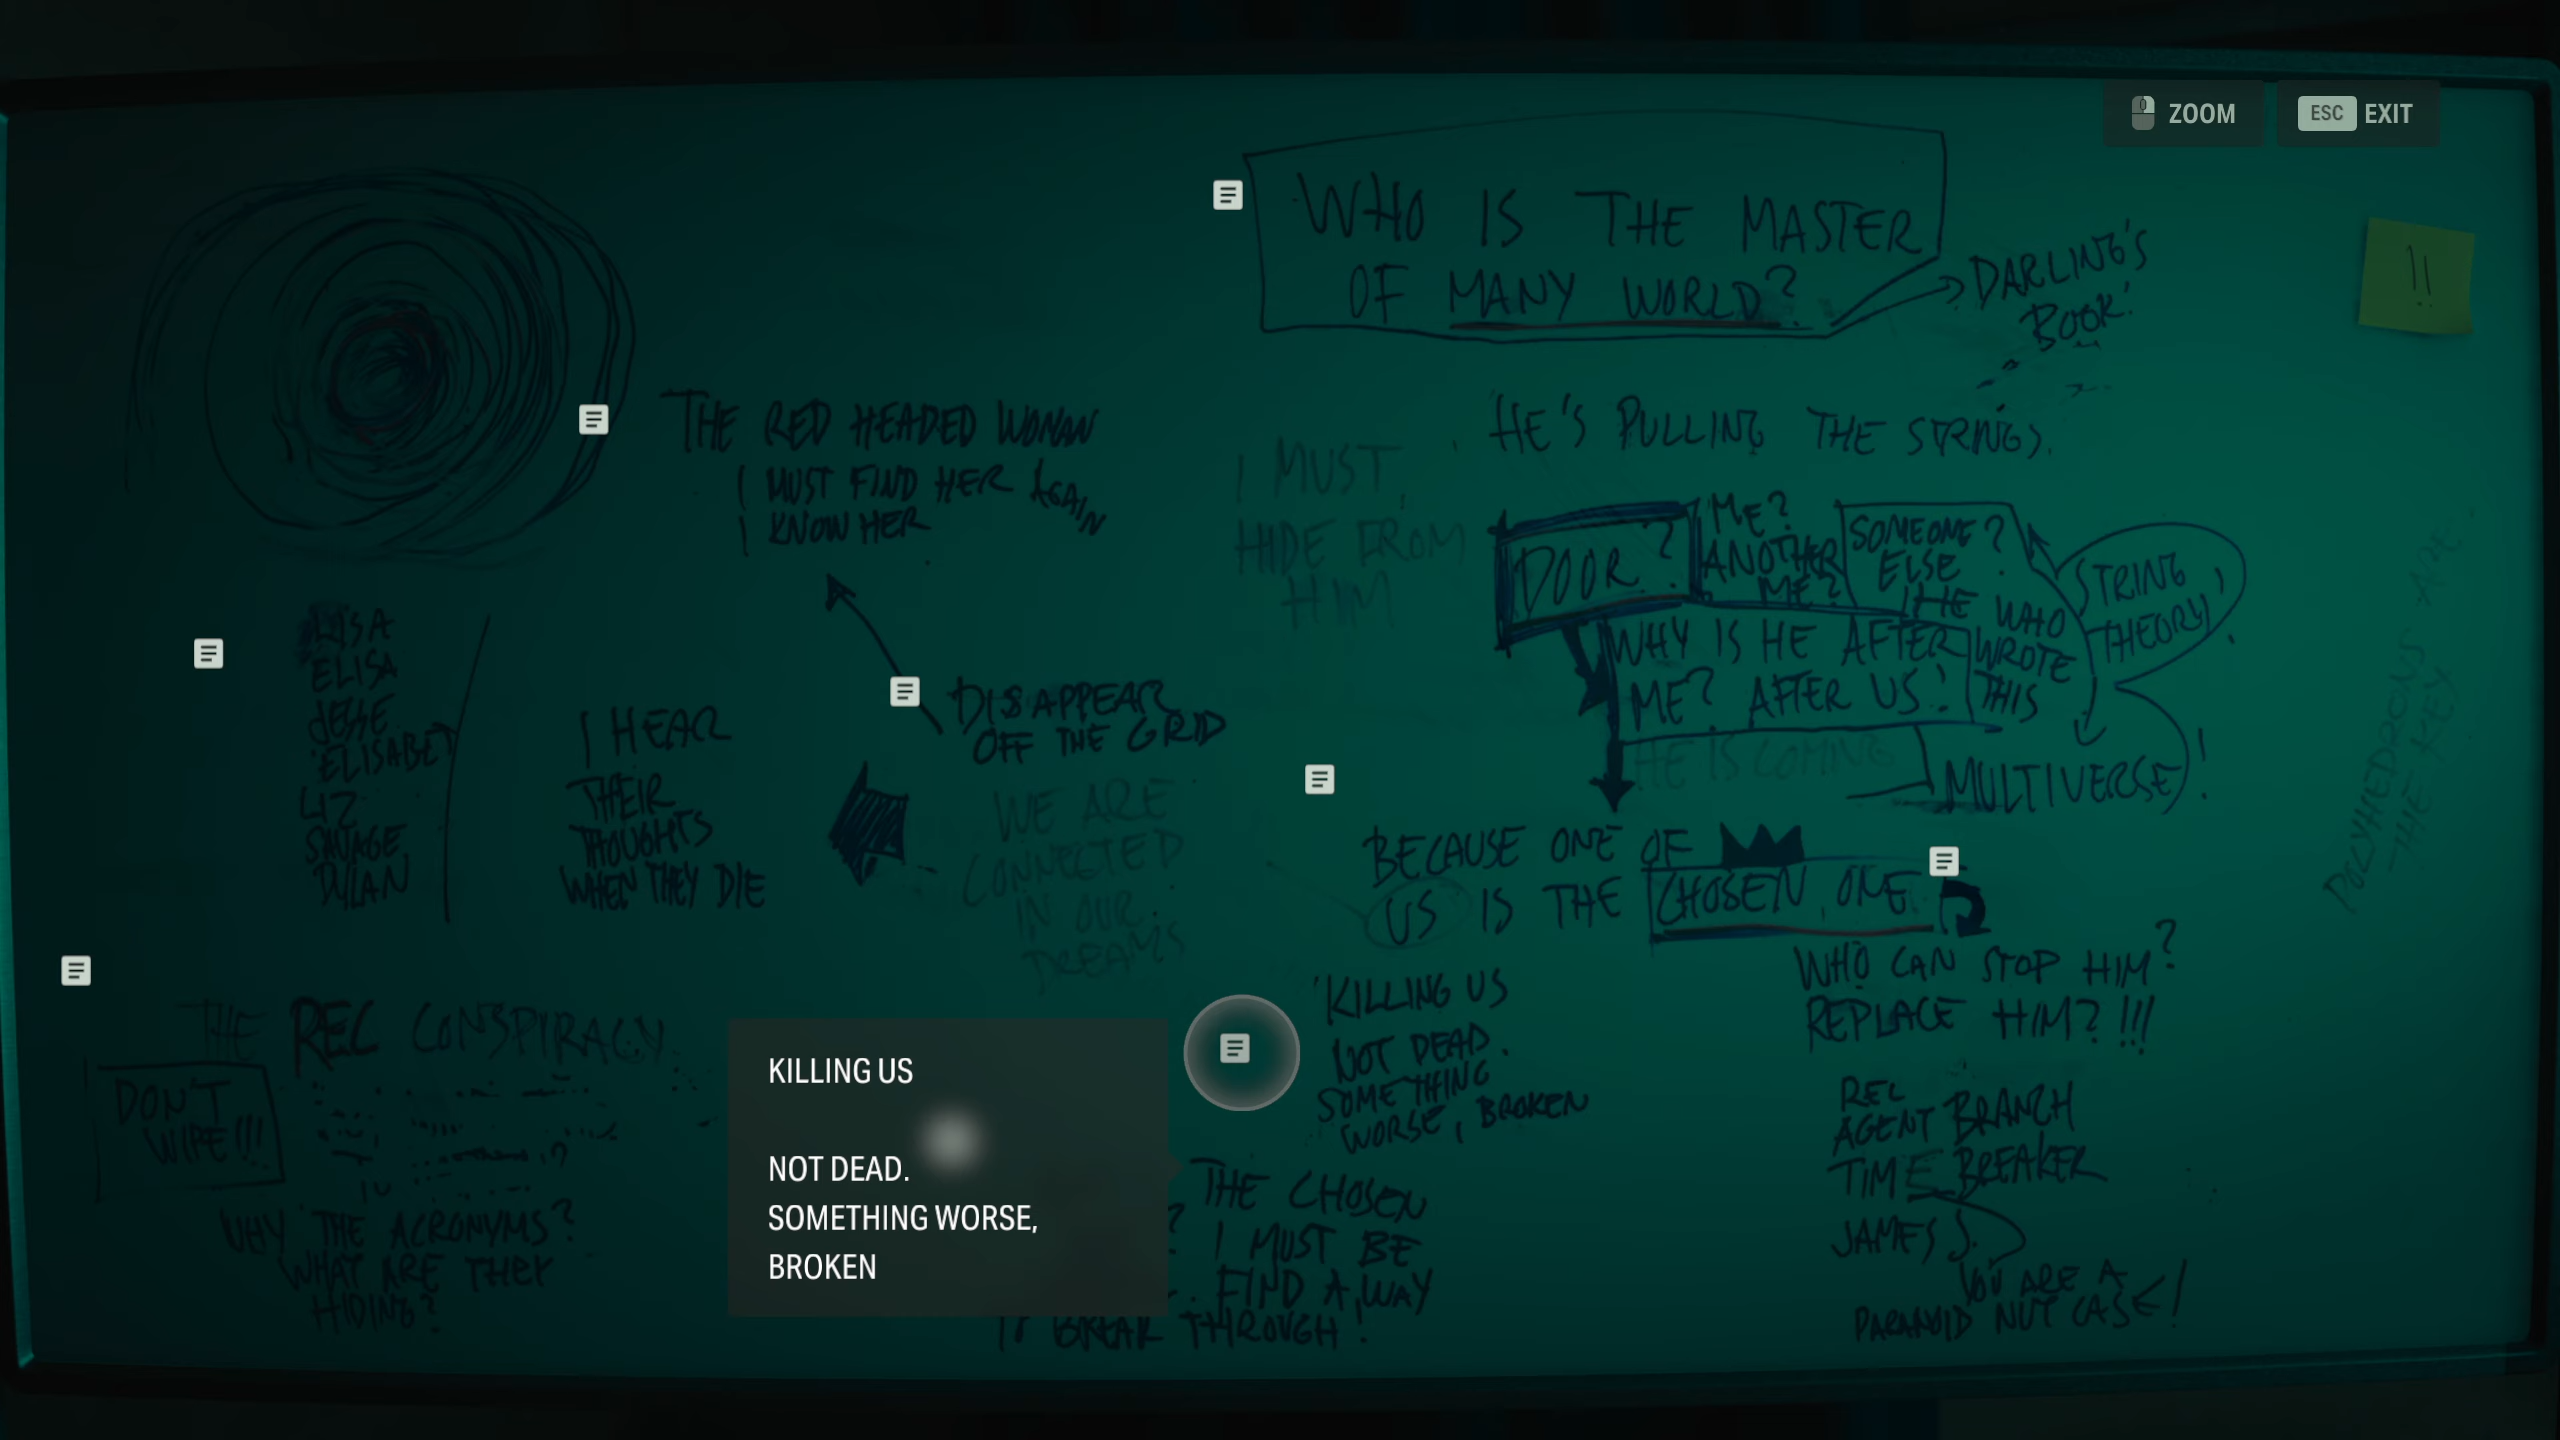 ZOOM
ESC EXIT
WHO IS THE MASTER
OF MANY WORLD?
DARLING'S
BOOK!
!!
THE RED HEADED WOMAN
I MUST FIND HER AGAIN
I KNOW HER
HE'S PULLING THE STRINGS.
I MUST
HIDE FROM
HIM
DOOR?
ME?
ANOTHER
ME?
SOMEONE?
ELSE
HE WHO
WROTE
THIS
STRING
THEORY!
WHY IS HE AFTER
ME? AFTER US!
HE IS COMING
MULTIVERSE!
POLYHEDRONS ARE
THE KEY
LISA
ELISA
JESSE
ELISABET
LIZ
SAVAGE
DYLAN
I HEAR
THEIR
THOUGHTS
WHEN THEY DIE
DISAPPEAR
OFF THE GRID
WE ARE
CONNECTED
IN OUR
DREAMS
BECAUSE ONE OF
US IS THE CHOSEN ONE
WHO CAN STOP HIM?
REPLACE HIM? !!!
KILLING US
NOT DEAD.
SOMETHING
WORSE, BROKEN
THE REC CONSPIRACY
DON'T
WIPE!!!
WHY THE ACRONYMS?
WHAT ARE THEY
HIDING?
KILLING US
NOT DEAD.
SOMETHING WORSE,
BROKEN
THE CHOSEN
? I MUST BE
. FIND A WAY
BREAK THROUGH!
REC
AGENT BRANCH
TIME BREAKER
JAMES S.
YOU ARE A
PARANOID NUT CASE!